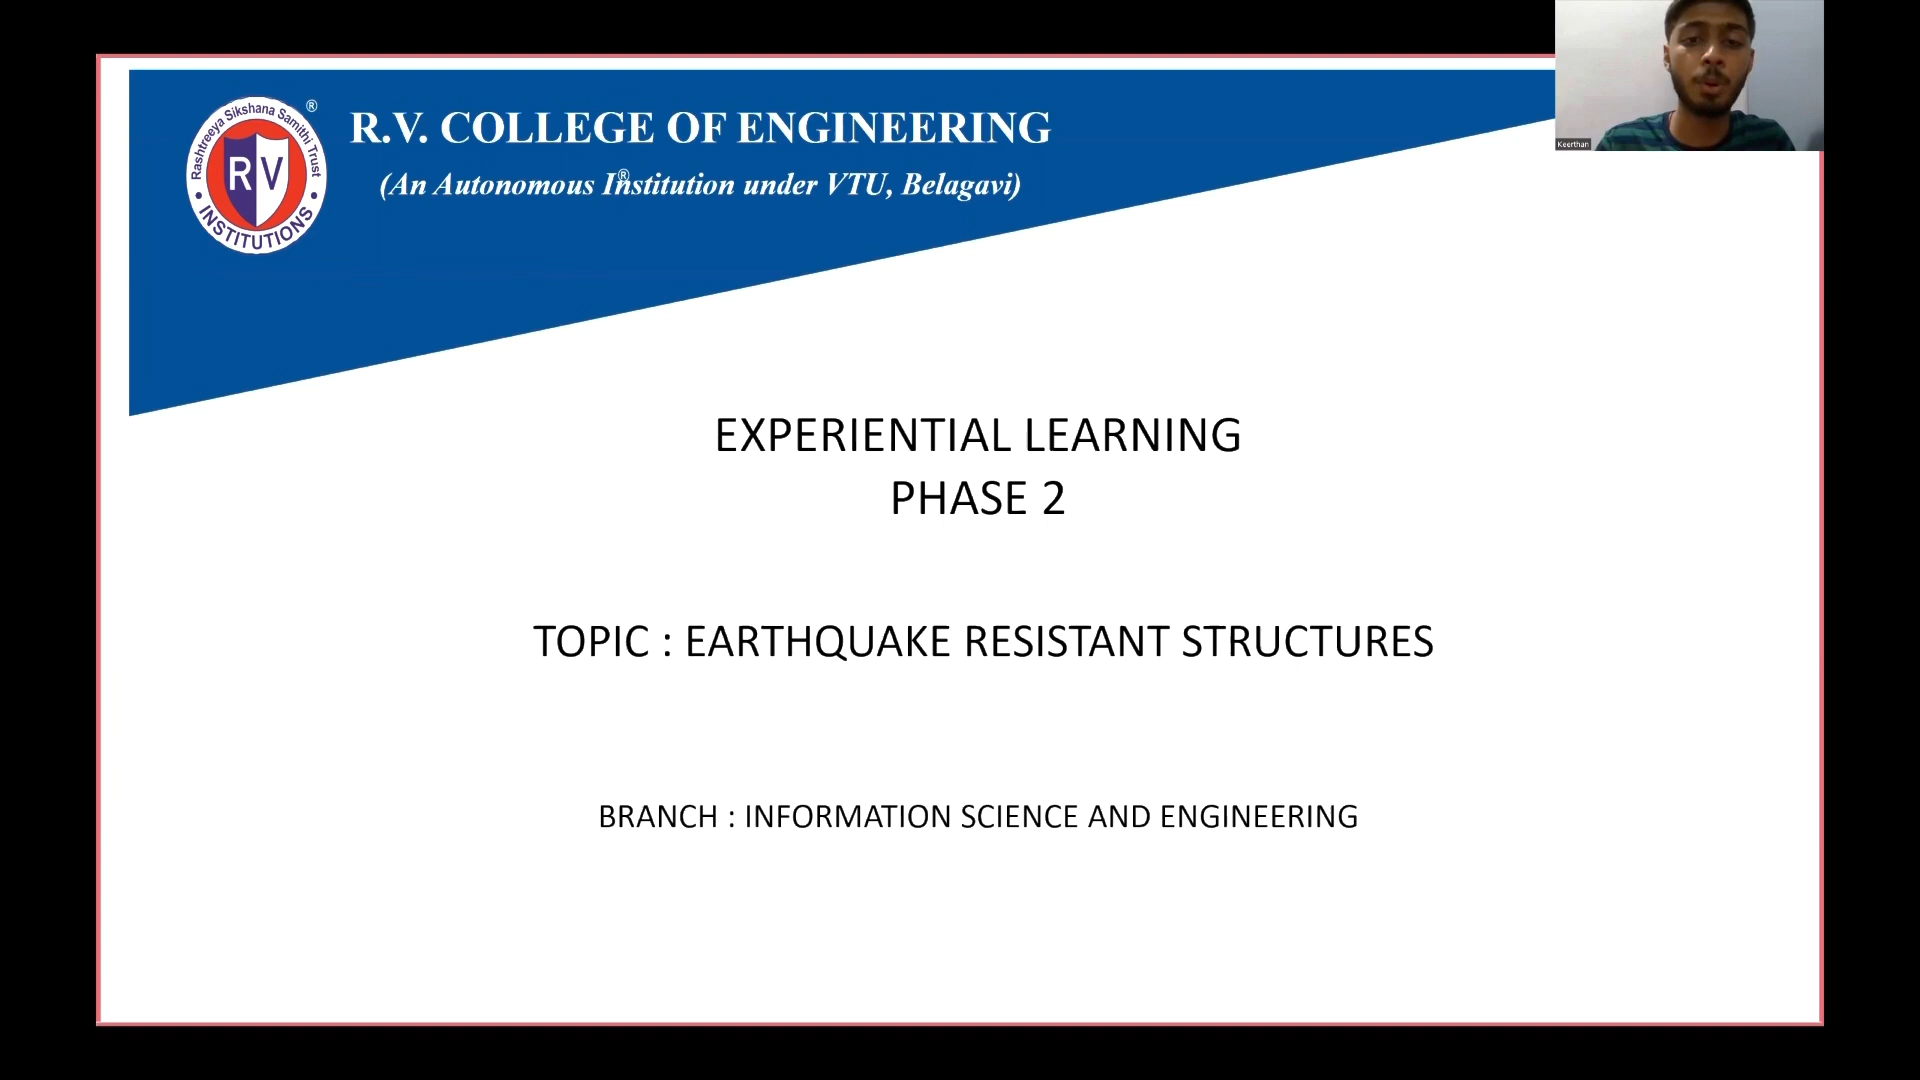 Rashtreeya Sikshana Samithi Trust
®
RV
INSTITUTIONS
R.V. COLLEGE OF ENGINEERING
(An Autonomous Institution under VTU, Belagavi)
®
Keerthan
EXPERIENTIAL LEARNING
PHASE 2
TOPIC : EARTHQUAKE RESISTANT STRUCTURES
BRANCH : INFORMATION SCIENCE AND ENGINEERING